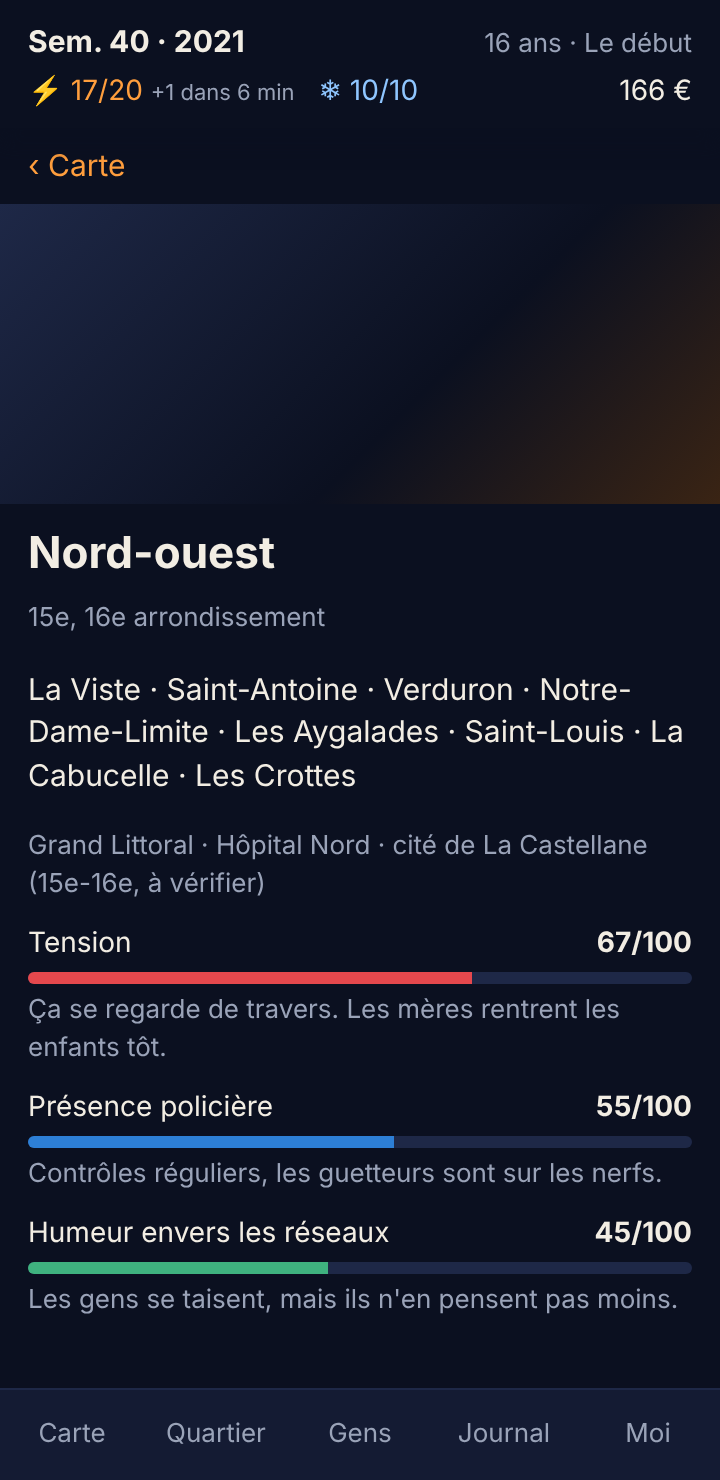 Sem. 40 · 2021
16 ans · Le début
⚡ 17/20 +1 dans 6 min ❄ 10/10
166 €
‹ Carte
Nord-ouest
15e, 16e arrondissement
La Viste · Saint-Antoine · Verduron · Notre-
Dame-Limite · Les Aygalades · Saint-Louis · La
Cabucelle · Les Crottes
Grand Littoral · Hôpital Nord · cité de La Castellane
(15e-16e, à vérifier)
Tension 67/100
Ça se regarde de travers. Les mères rentrent les
enfants tôt.
Présence policière 55/100
Contrôles réguliers, les guetteurs sont sur les nerfs.
Humeur envers les réseaux 45/100
Les gens se taisent, mais ils n'en pensent pas moins.
Carte Quartier Gens Journal Moi